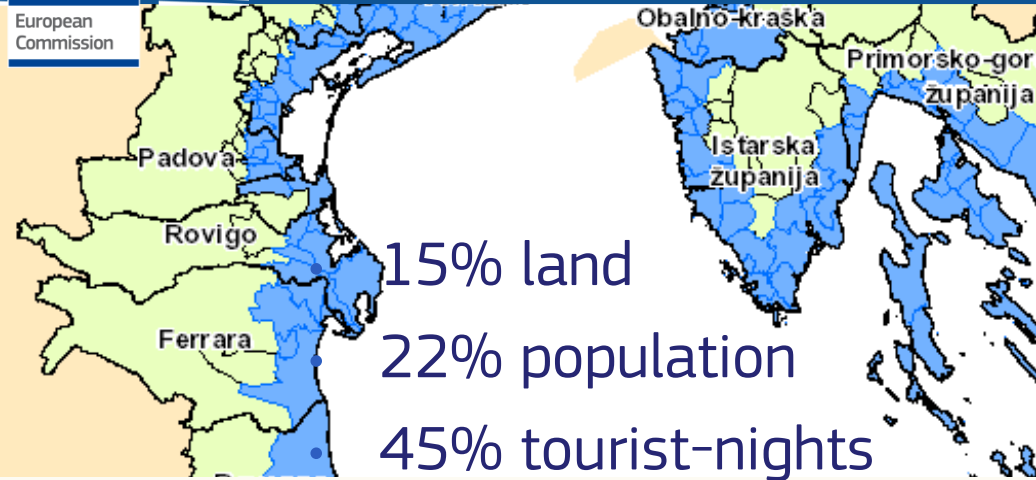 European
Commission
Obalno-kraška
Primorsko-gor
županija
Istarska
županija
Padova
Rovigo
Ferrara
15% land
22% population
45% tourist-nights